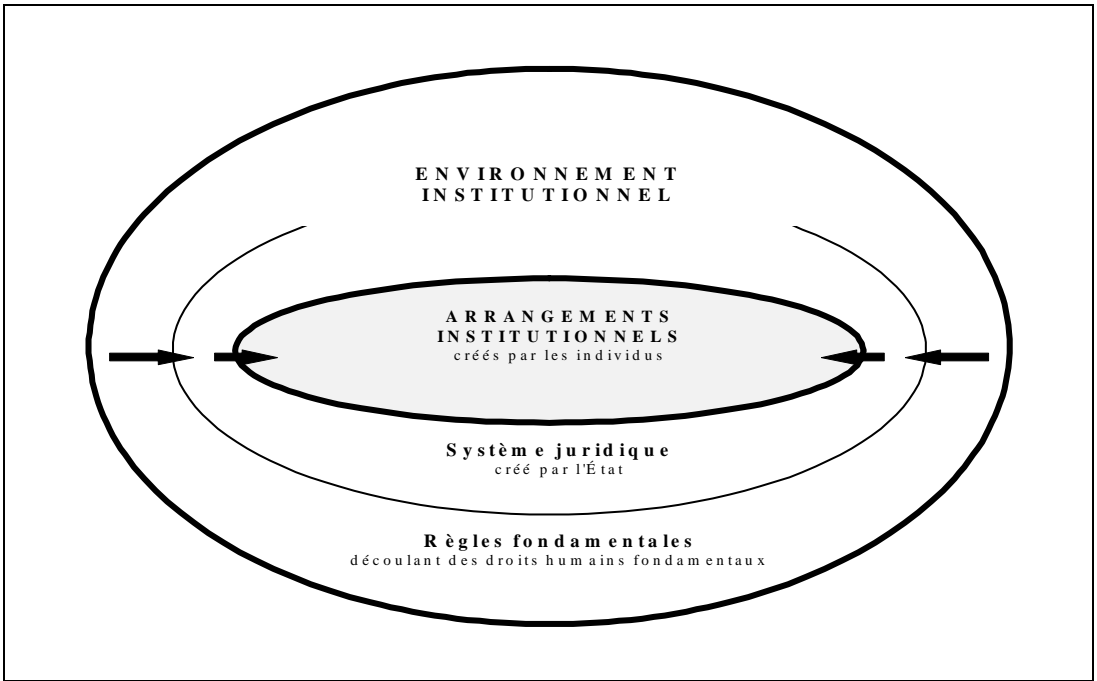 ENVIRONNEMENT
INSTITUTIONNEL
ARRANGEMENTS
INSTITUTIONNELS
créés par les individus
Système juridique
créé par l'État
Règles fondamentales
découlant des droits humains fondamentaux